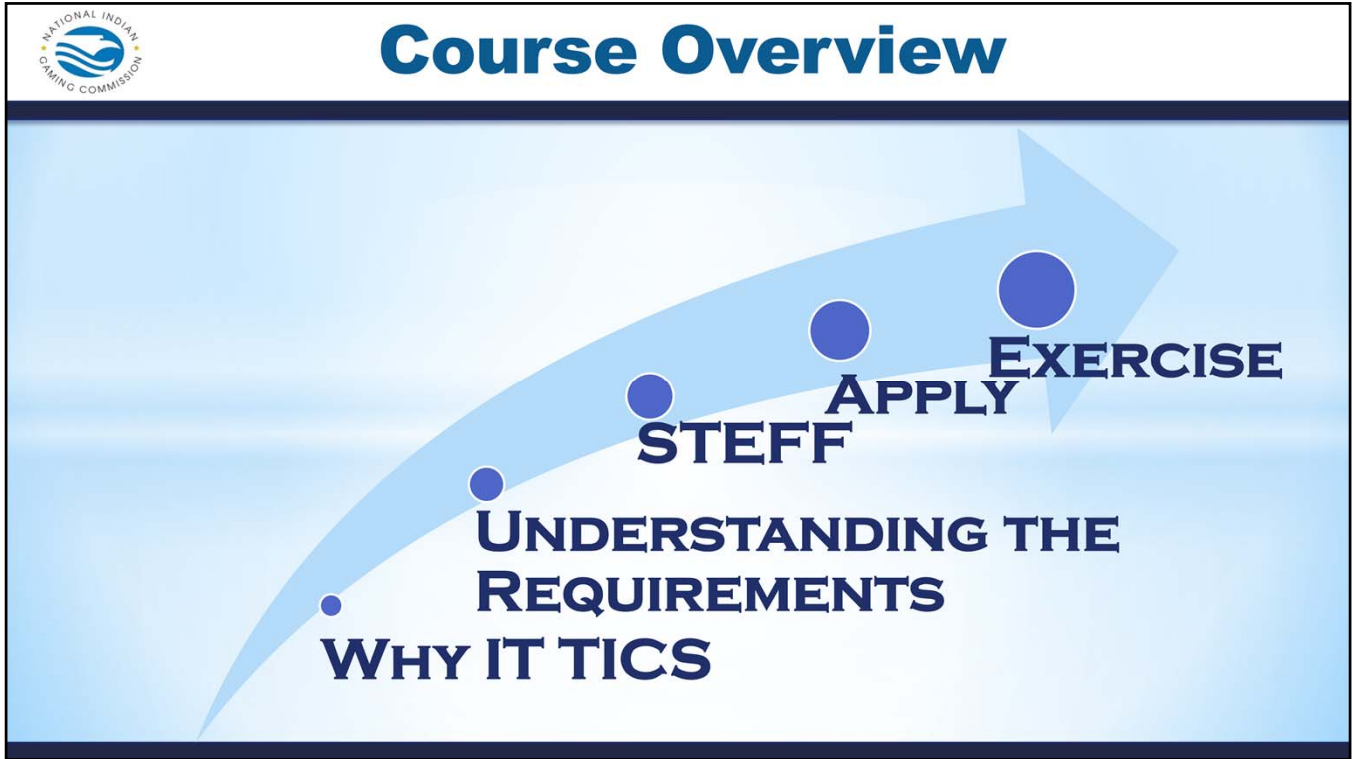 NATIONAL INDIAN
GAMING COMMISSION
Course Overview
EXERCISE
APPLY
STEFF
UNDERSTANDING THE
REQUIREMENTS
WHY IT TICS